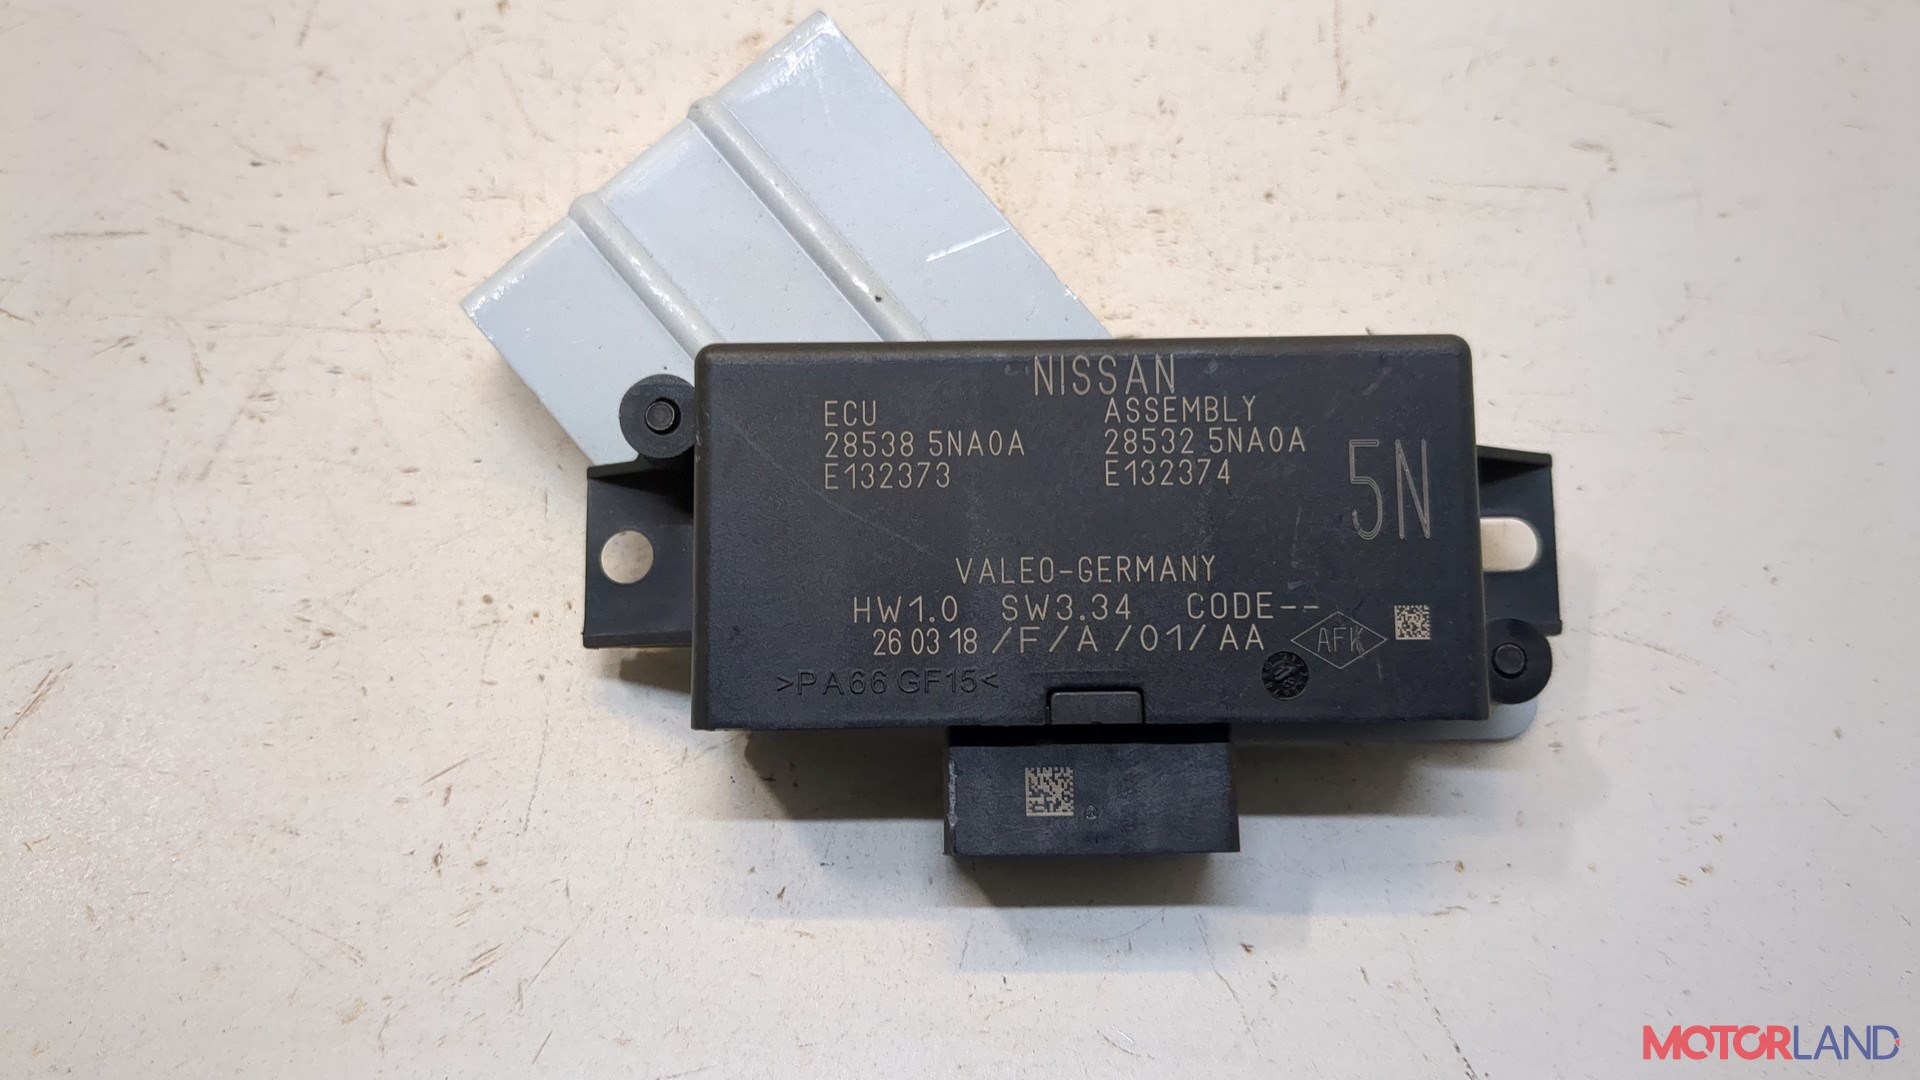 NISSAN
ECU ASSEMBLY
28538 5NA0A 28532 5NA0A
E132373 E132374
5N
VALEO-GERMANY
HW1.0 SW3.34 CODE--
26 03 18 /F/A/01/AA AFK
>PA66 GF15<
MOTORLAND